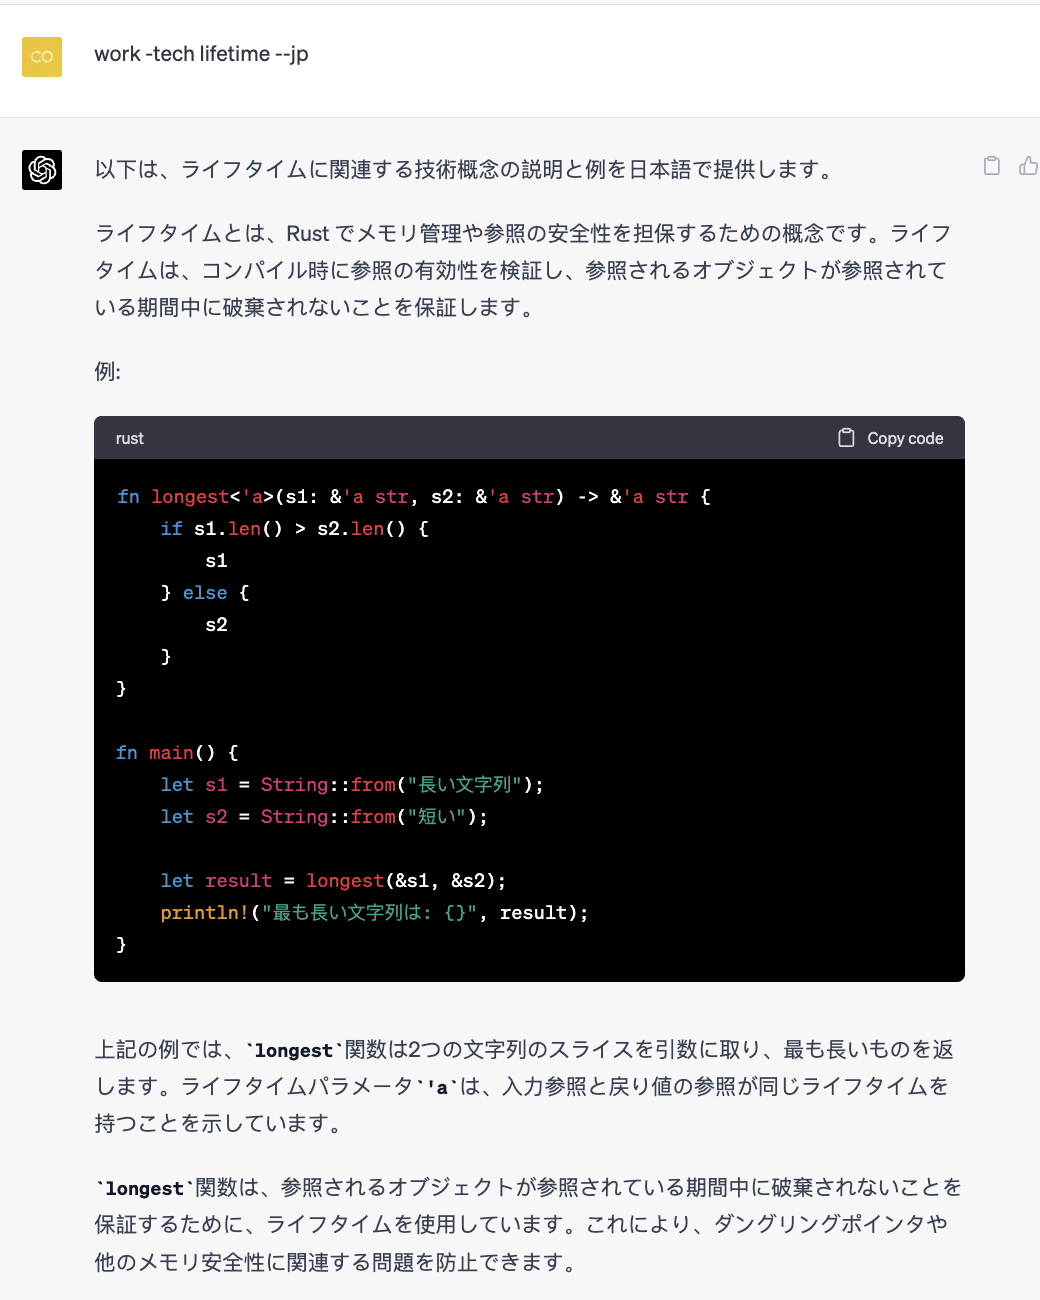 CO
work -tech lifetime --jp
以下は、ライフタイムに関連する技術概念の説明と例を日本語で提供します。
ライフタイムとは、Rust でメモリ管理や参照の安全性を担保するための概念です。ライフ
タイムは、コンパイル時に参照の有効性を検証し、参照されるオブジェクトが参照されて
いる期間中に破棄されないことを保証します。
例:
rust
Copy code
fn longest<'a>(s1: &'a str, s2: &'a str) -> &'a str {
    if s1.len() > s2.len() {
        s1
    } else {
        s2
    }
}
fn main() {
    let s1 = String::from("長い文字列");
    let s2 = String::from("短い");
    let result = longest(&s1, &s2);
    println!("最も長い文字列は: {}", result);
}
上記の例では、`longest`関数は2つの文字列のスライスを引数に取り、最も長いものを返
します。ライフタイムパラメータ`'a`は、入力参照と戻り値の参照が同じライフタイムを
持つことを示しています。
`longest`関数は、参照されるオブジェクトが参照されている期間中に破棄されないことを
保証するために、ライフタイムを使用しています。これにより、ダングリングポインタや
他のメモリ安全性に関連する問題を防止できます。